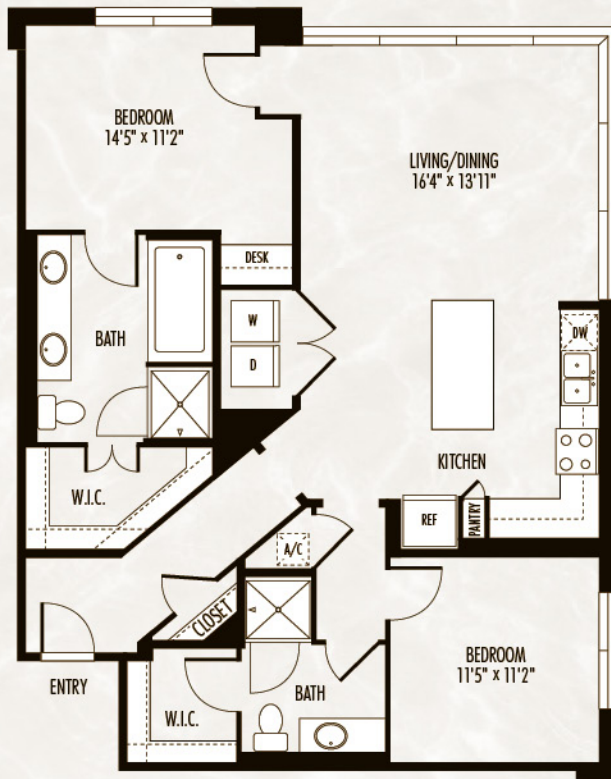 BEDROOM
14'5" x 11'2"
LIVING/DINING
16'4" x 13'11"
DESK
W
D
BATH
DW
KITCHEN
W.I.C.
REF
PANTRY
A/C
CLOSET
BEDROOM
11'5" x 11'2"
ENTRY
W.I.C.
BATH